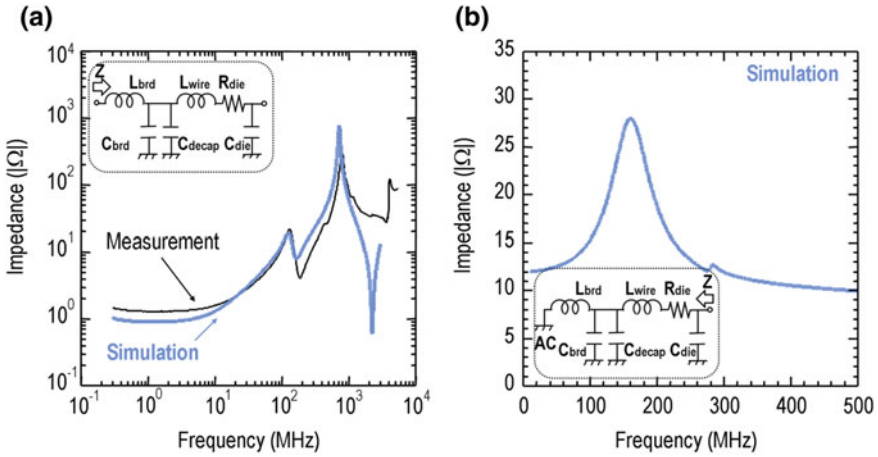 (a)
10^4
10^3
10^2
10^1
10^0
10^-1
10^-1
10^0
10^1
10^2
10^3
10^4
Impedance (|Ω|)
Frequency (MHz)
Z
Lbrd
Lwire
Rdie
Cbrd
Cdecap
Cdie
Measurement
Simulation
(b)
35
30
25
20
15
10
5
0
0
100
200
300
400
500
Impedance (|Ω|)
Frequency (MHz)
Simulation
Lbrd
Lwire
Rdie
Z
AC
Cbrd
Cdecap
Cdie